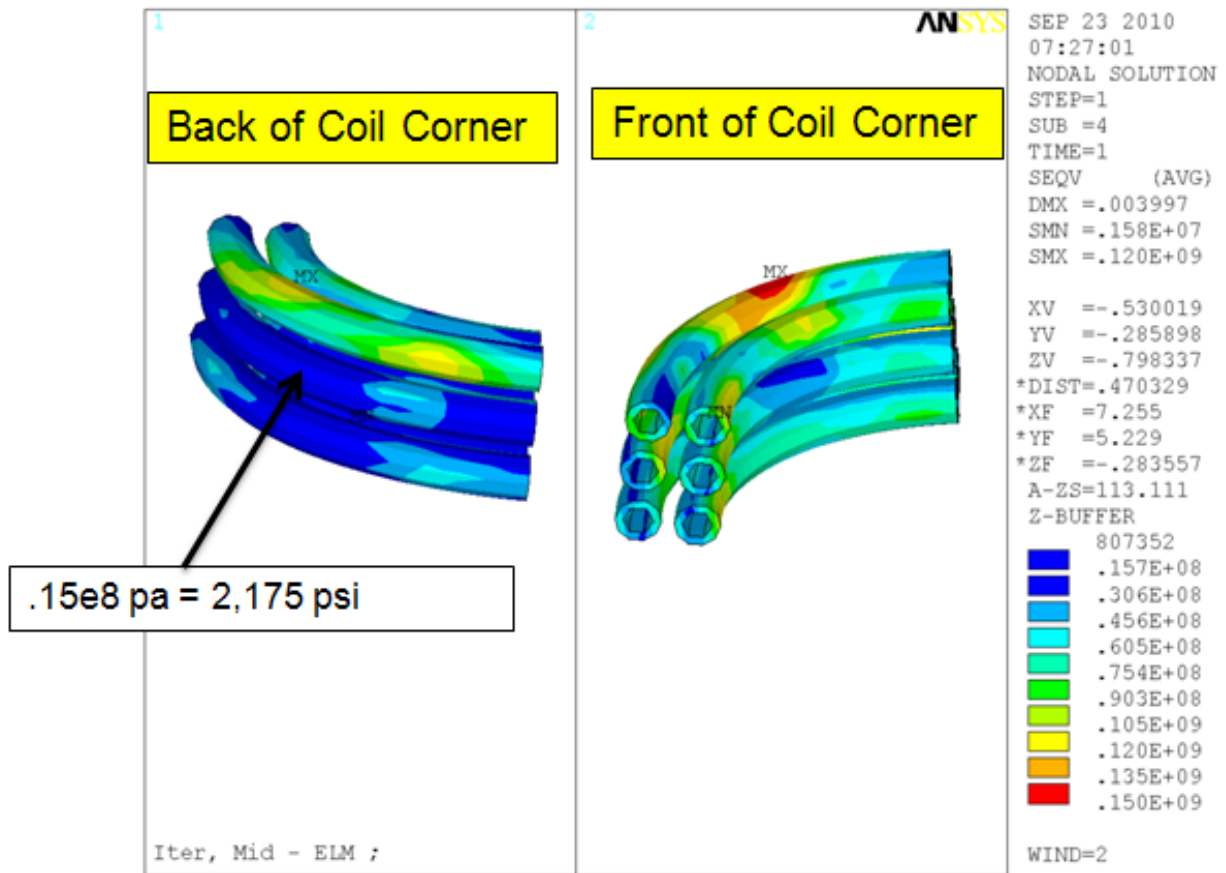 1
2
ANSYS
Back of Coil Corner
Front of Coil Corner
MX
MN
MX
MN
.15e8 pa = 2,175 psi
Iter, Mid - ELM ;
SEP 23 2010
07:27:01
NODAL SOLUTION
STEP=1
SUB =4
TIME=1
SEQV (AVG)
DMX =.003997
SMN =.158E+07
SMX =.120E+09
XV =-.530019
YV =-.285898
ZV =-.798337
*DIST=.470329
*XF =7.255
*YF =5.229
*ZF =-.283557
A-ZS=113.111
Z-BUFFER
807352
.157E+08
.306E+08
.456E+08
.605E+08
.754E+08
.903E+08
.105E+09
.120E+09
.135E+09
.150E+09
WIND=2